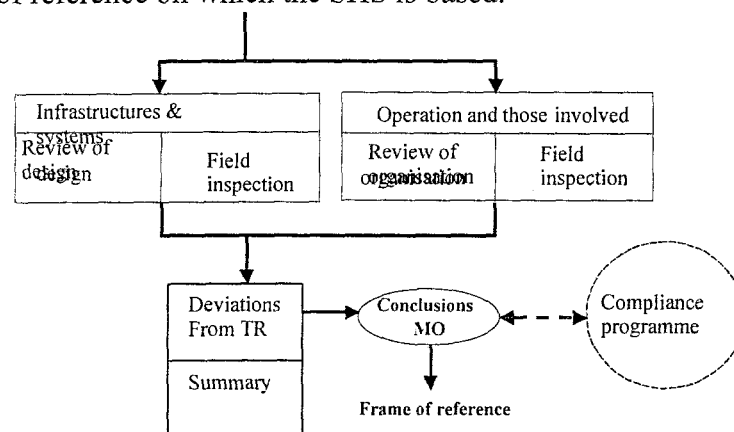 of reference on which the SHE is based.
Infrastructures &
systems
Operation and those involved
Review of
design
Field
inspection
Review of
organisation
Field
inspection
Deviations
From TR
Summary
Conclusions
MO
Compliance
programme
Frame of reference